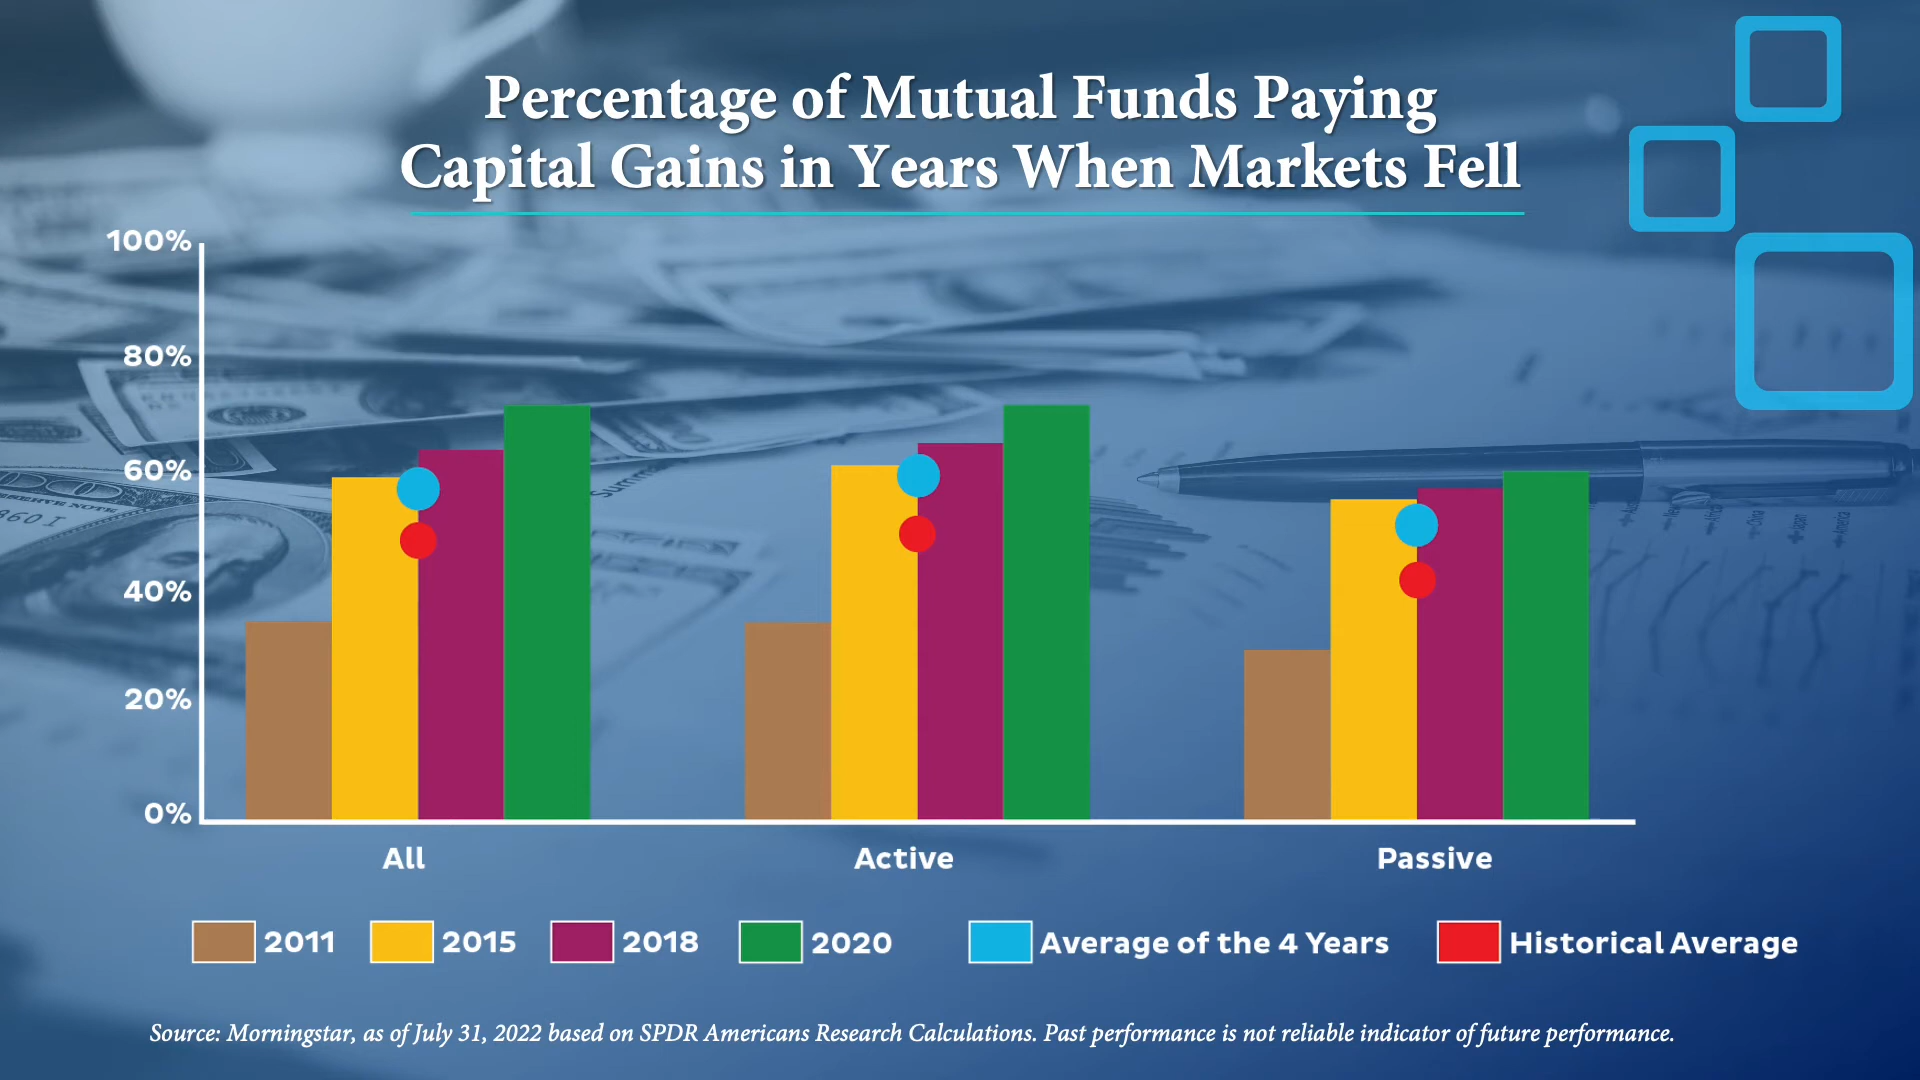 Percentage of Mutual Funds Paying
Capital Gains in Years When Markets Fell
100%
80%
60%
40%
20%
0%
All
Active
Passive
2011
2015
2018
2020
Average of the 4 Years
Historical Average
Source: Morningstar, as of July 31, 2022 based on SPDR Americans Research Calculations. Past performance is not reliable indicator of future performance.